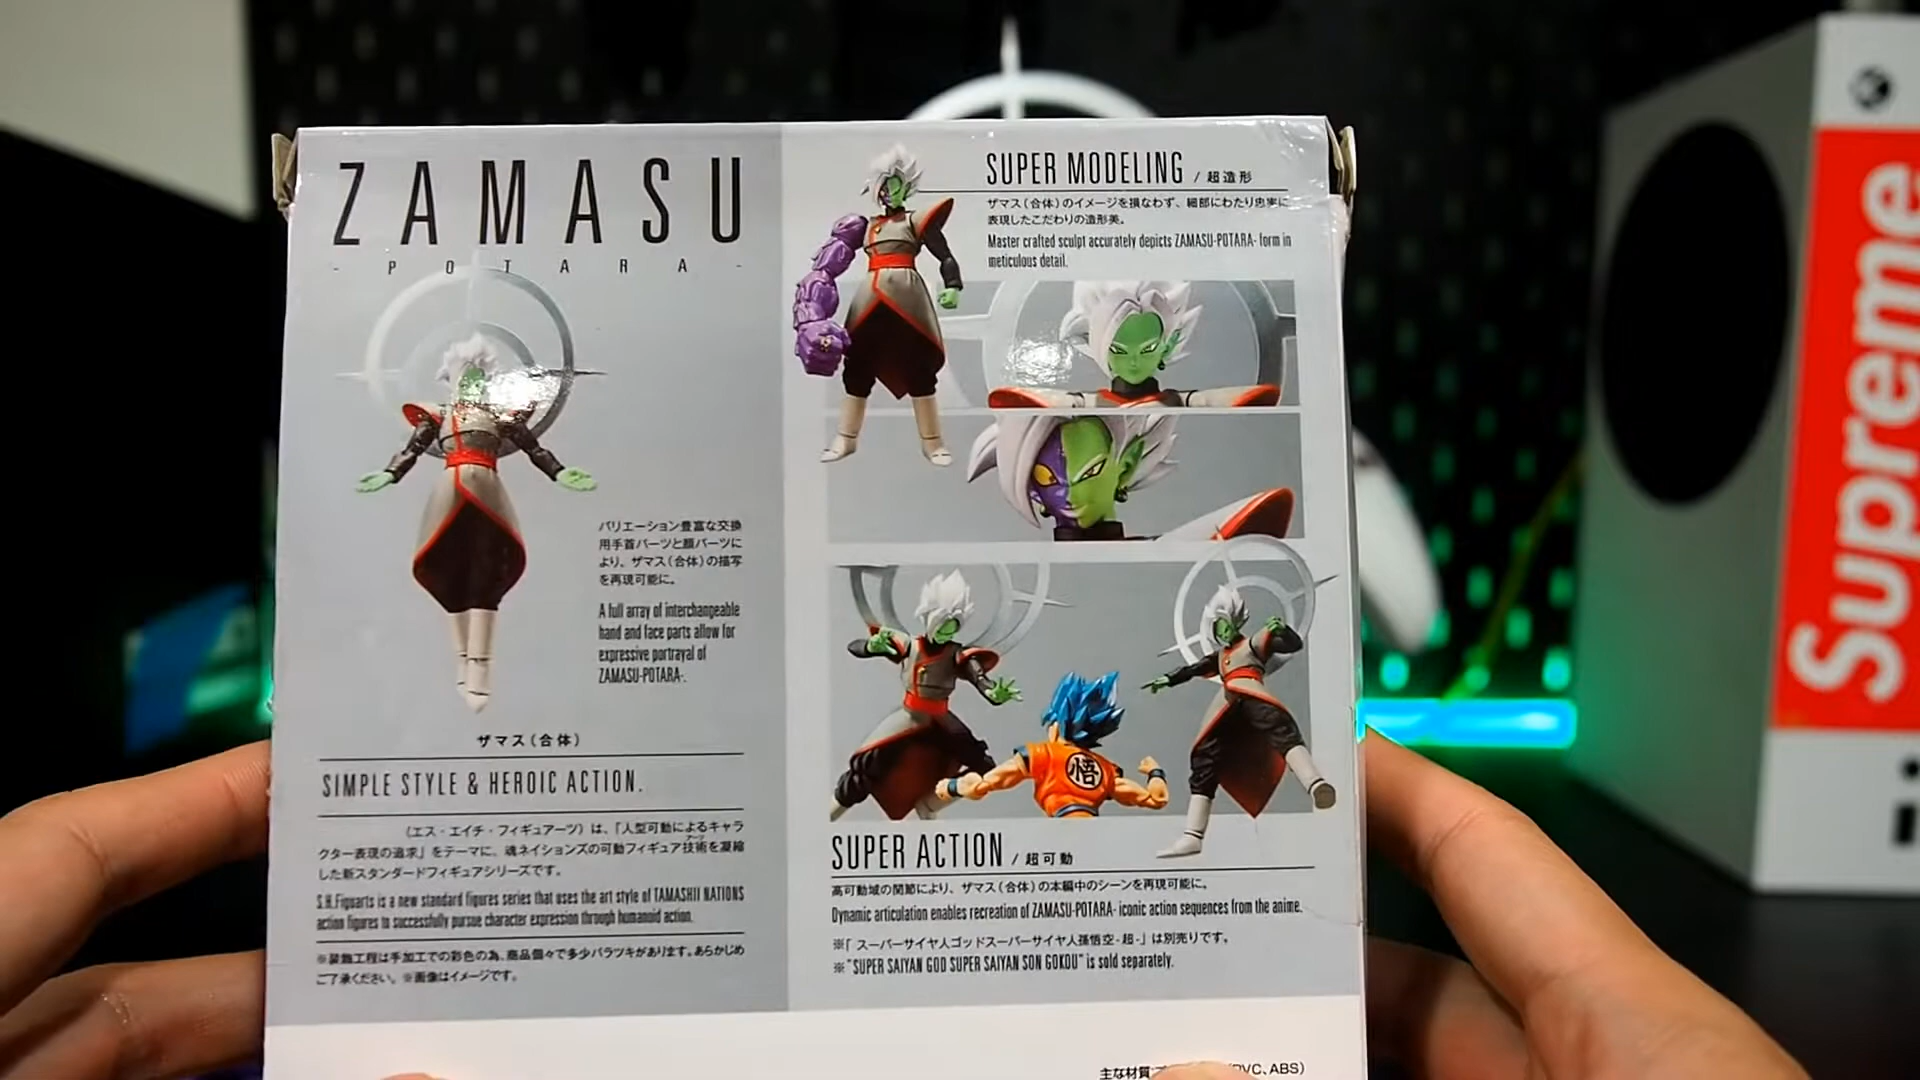 ZAMASU
- POTARA -
バリエーション豊富な交換
用手首パーツと顔パーツに
より、ザマス(合体)の描写
を再現可能に。
A full array of interchangeable
hand and face parts allow for
expressive portrayal of
ZAMASU-POTARA-.
ザマス(合体)
SIMPLE STYLE & HEROIC ACTION.
(エス・エイチ・フィギュアーツ)は、「人型可動によるキャラ
クター表現の追求」をテーマに、魂ネイションズの可動フィギュア技術を凝縮
アーツ
した新スタンダードフィギュアシリーズです。
S.H.Figuarts is a new standard figures series that uses the art style of TAMASHII NATIONS
action figures to successfully pursue character expression through humanoid action.
※装飾工程は手加工での彩色の為、商品個々で多少バラツキがあります。あらかじめ
ご了承ください。※画像はイメージです。
SUPER MODELING / 超造形
ザマス(合体)のイメージを損なわず、細部にわたり忠実に
表現したこだわりの造形美。
Master crafted sculpt accurately depicts ZAMASU-POTARA- form in
meticulous detail.
悟
SUPER ACTION / 超可動
高可動域の関節により、ザマス(合体)の本編中のシーンを再現可能に。
Dynamic articulation enables recreation of ZAMASU-POTARA- iconic action sequences from the anime.
※「スーパーサイヤ人ゴッドスーパーサイヤ人孫悟空-超-」は別売りです。
※"SUPER SAIYAN GOD SUPER SAIYAN SON GOKOU" is sold separately.
主な材質 PVC、ABS)
Supreme